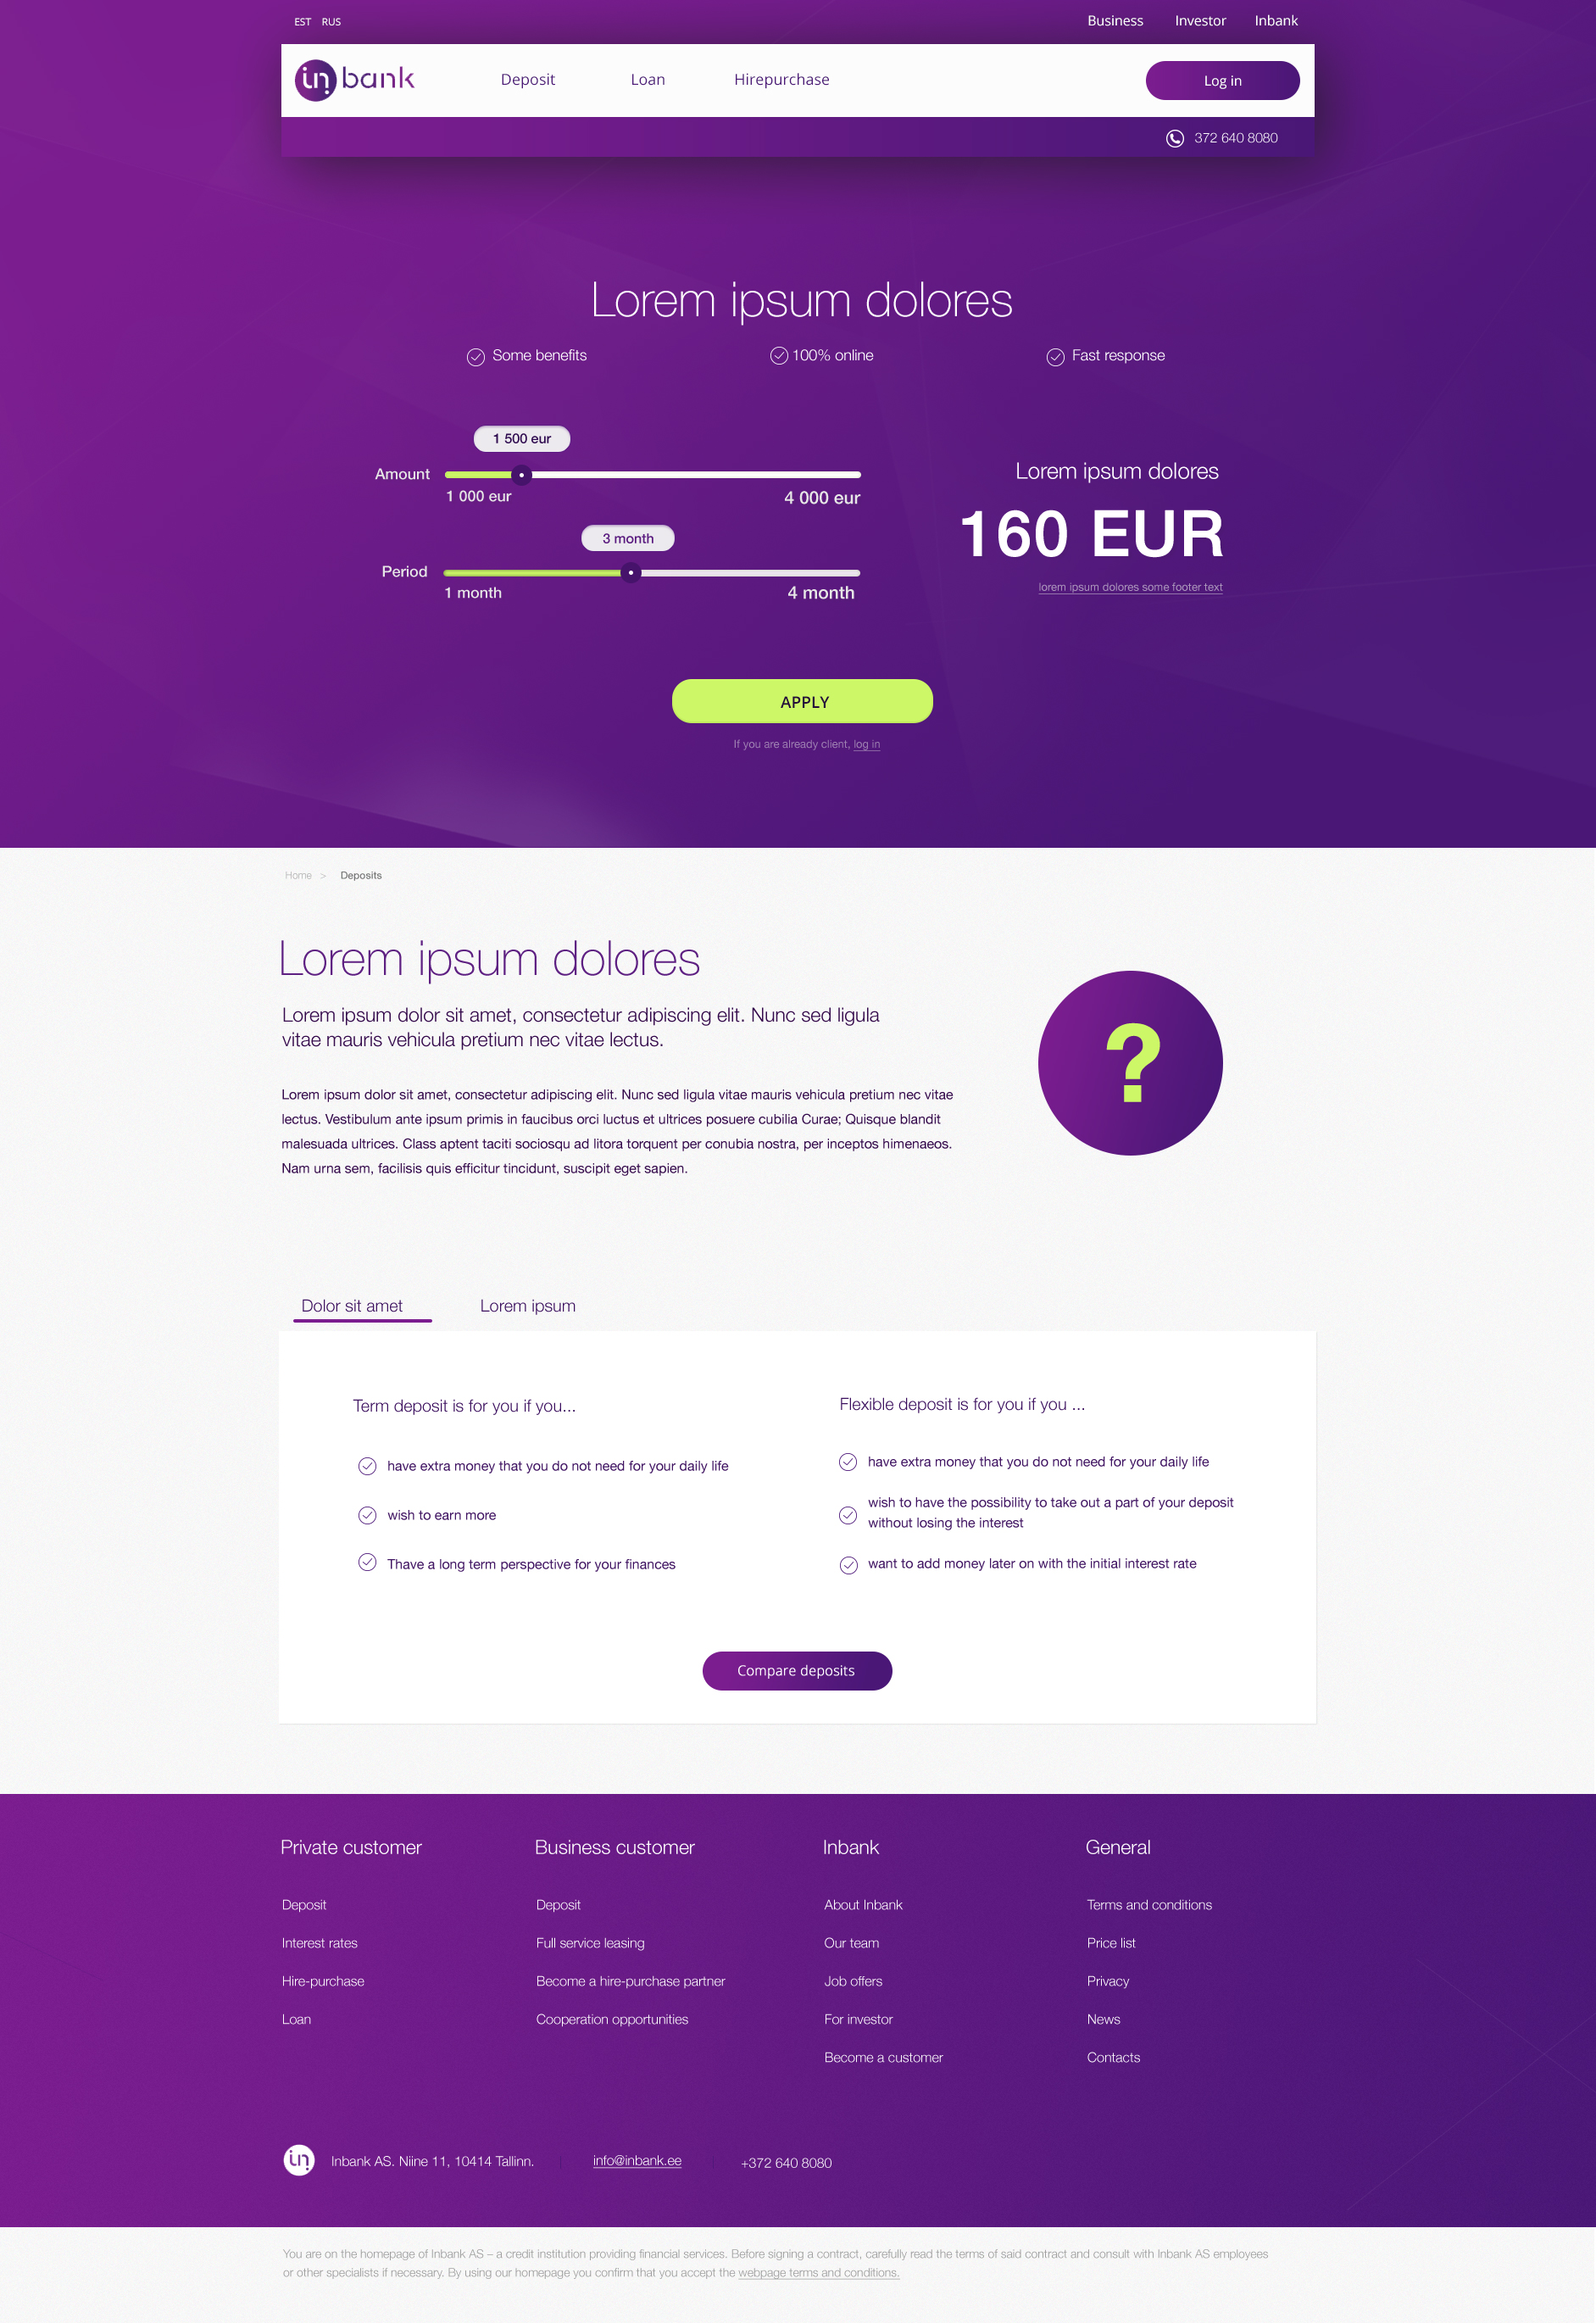 EST RUS
Business Investor Inbank
inbank
Deposit Loan Hirepurchase
Log in
372 640 8080
Lorem ipsum dolores
Some benefits
100% online
Fast response
1 500 eur
Amount
1 000 eur
4 000 eur
3 month
Period
1 month
4 month
Lorem ipsum dolores
160 EUR
lorem ipsum dolores some footer text
APPLY
If you are already client, log in
Home > Deposits
Lorem ipsum dolores
Lorem ipsum dolor sit amet, consectetur adipiscing elit. Nunc sed ligula
vitae mauris vehicula pretium nec vitae lectus.
Lorem ipsum dolor sit amet, consectetur adipiscing elit. Nunc sed ligula vitae mauris vehicula pretium nec vitae
lectus. Vestibulum ante ipsum primis in faucibus orci luctus et ultrices posuere cubilia Curae; Quisque blandit
malesuada ultrices. Class aptent taciti sociosqu ad litora torquent per conubia nostra, per inceptos himenaeos.
Nam urna sem, facilisis quis efficitur tincidunt, suscipit eget sapien.
?
Dolor sit amet
Lorem ipsum
Term deposit is for you if you...
have extra money that you do not need for your daily life
wish to earn more
Thave a long term perspective for your finances
Flexible deposit is for you if you ...
have extra money that you do not need for your daily life
wish to have the possibility to take out a part of your deposit
without losing the interest
want to add money later on with the initial interest rate
Compare deposits
Private customer
Deposit
Interest rates
Hire-purchase
Loan
Business customer
Deposit
Full service leasing
Become a hire-purchase partner
Cooperation opportunities
Inbank
About Inbank
Our team
Job offers
For investor
Become a customer
General
Terms and conditions
Price list
Privacy
News
Contacts
in
Inbank AS. Niine 11, 10414 Tallinn.
info@inbank.ee
+372 640 8080
You are on the homepage of Inbank AS – a credit institution providing financial services. Before signing a contract, carefully read the terms of said contract and consult with Inbank AS employees
or other specialists if necessary. By using our homepage you confirm that you accept the webpage terms and conditions.